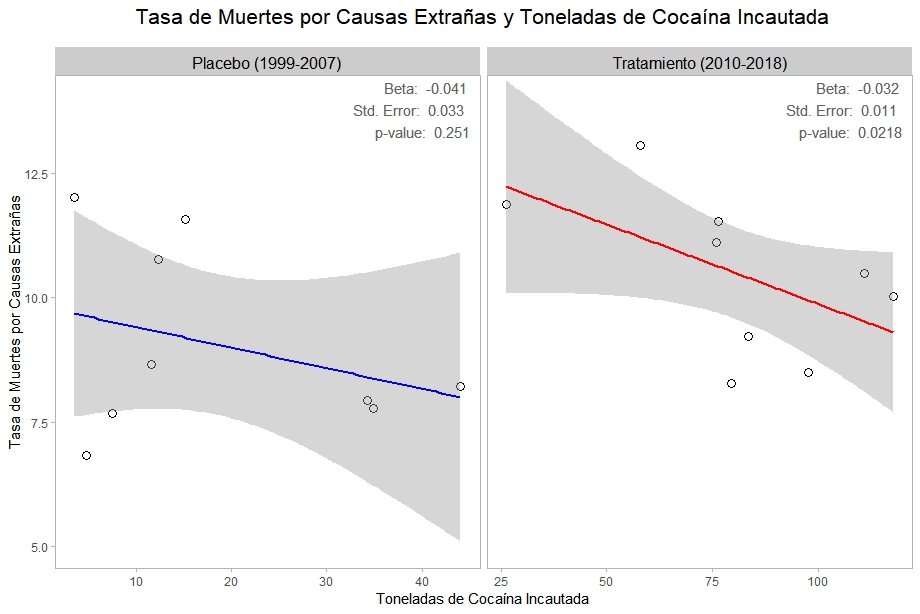 Tasa de Muertes por Causas Extrañas y Toneladas de Cocaína Incautada
Placebo (1999-2007)
Tratamiento (2010-2018)
Beta: -0.041
Std. Error: 0.033
p-value: 0.251
Beta: -0.032
Std. Error: 0.011
p-value: 0.0218
Tasa de Muertes por Causas Extrañas
12.5
10.0
7.5
5.0
10 20 30 40
25 50 75 100
Toneladas de Cocaína Incautada